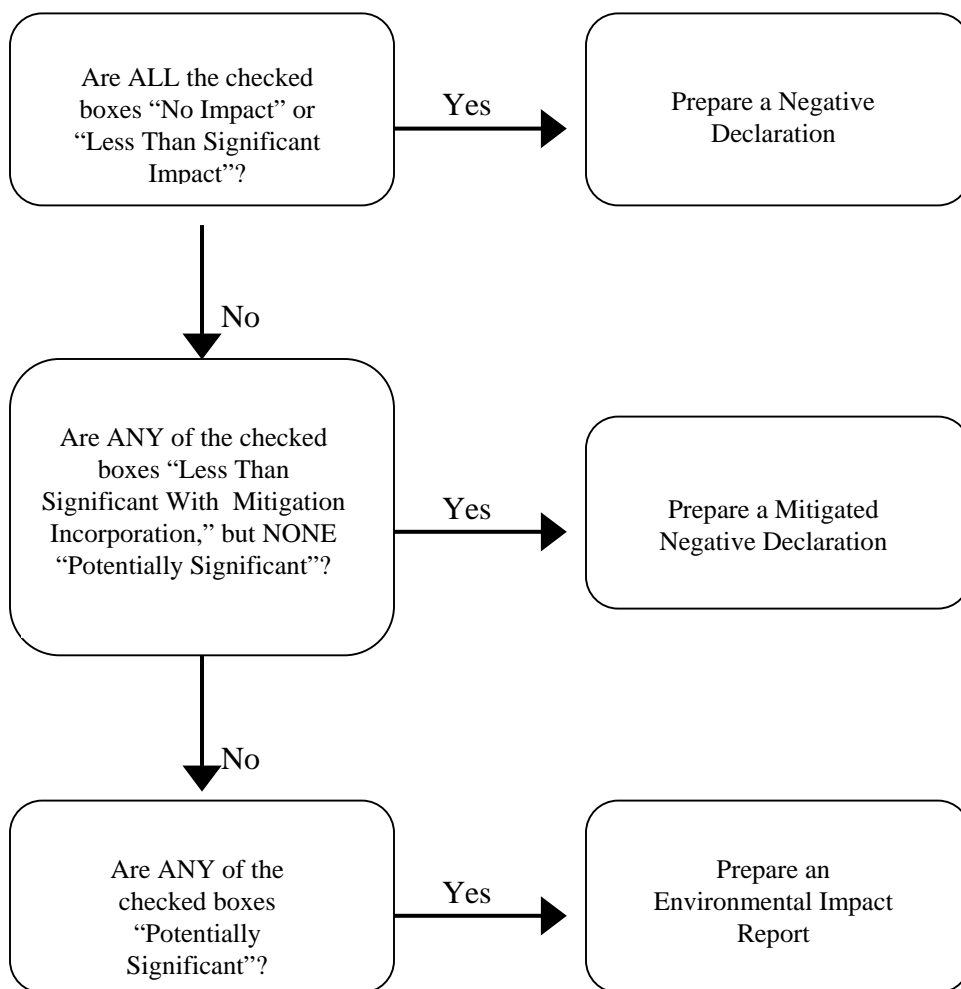 Are ALL the checked
boxes “No Impact” or
“Less Than Significant
Impact”?
Yes
Prepare a Negative
Declaration
No
Are ANY of the checked
boxes “Less Than
Significant With  Mitigation
Incorporation,” but NONE
“Potentially Significant”?
Yes
Prepare a Mitigated
Negative Declaration
No
Are ANY of the
checked boxes
“Potentially
Significant”?
Yes
Prepare an
Environmental Impact
Report